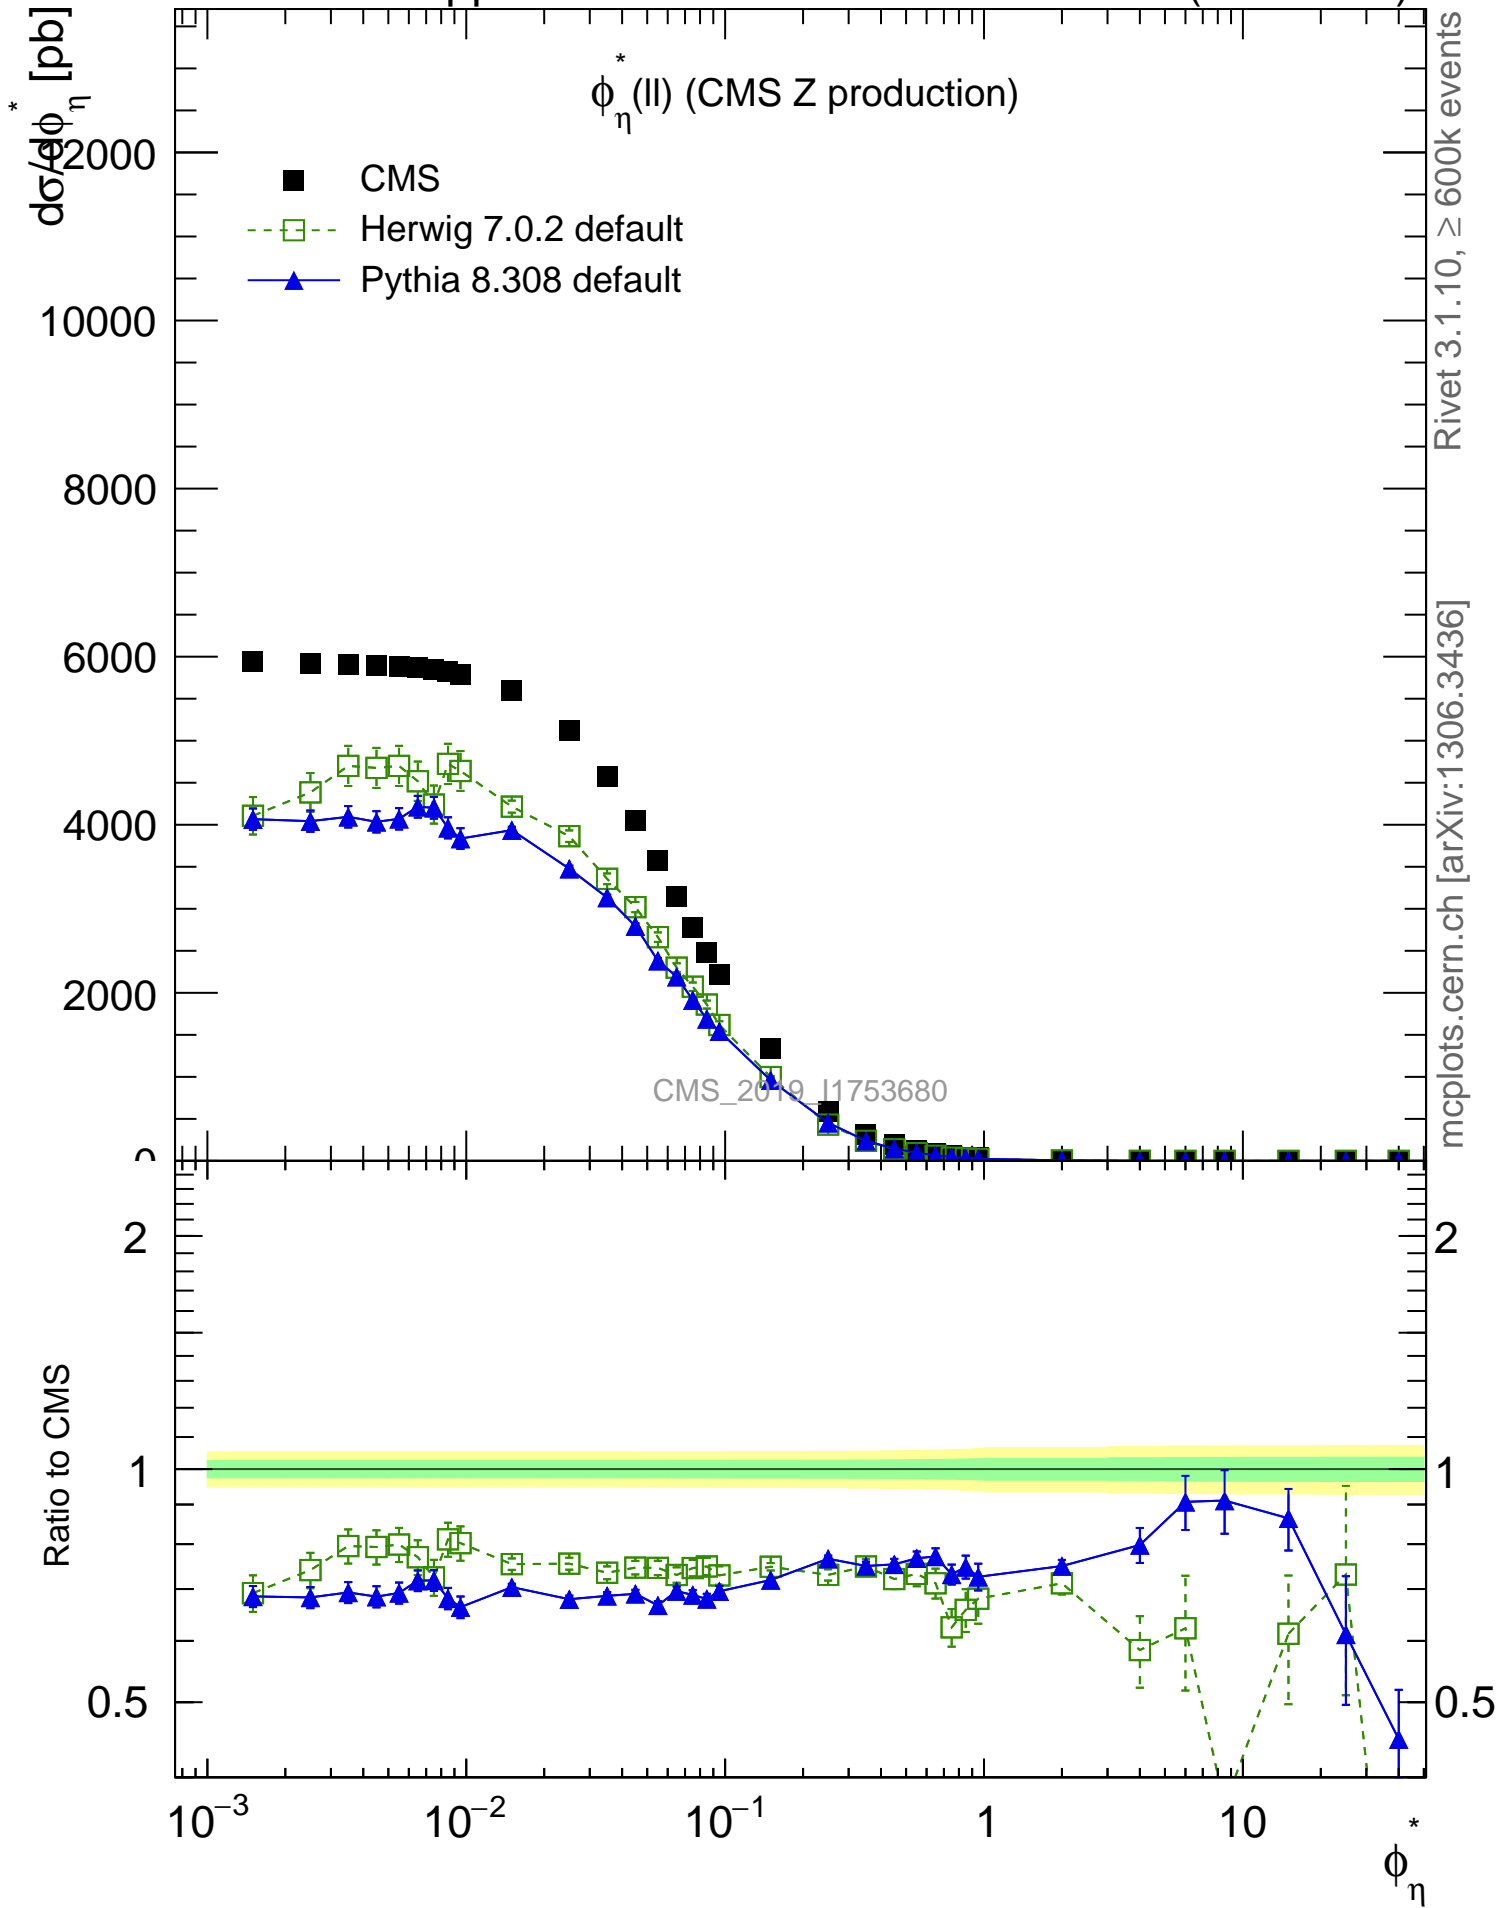 dσ/dφ*η [pb]
φ*η(ll) (CMS Z production)
CMS
Herwig 7.0.2 default
Pythia 8.308 default
2000
10000
8000
6000
4000
2000
0
CMS_2019_I1753680
Rivet 3.1.10, ≥ 600k events
mcplots.cern.ch [arXiv:1306.3436]
Ratio to CMS
2
1
0.5
2
1
0.5
10⁻³ 10⁻² 10⁻¹ 1 10
φ*η